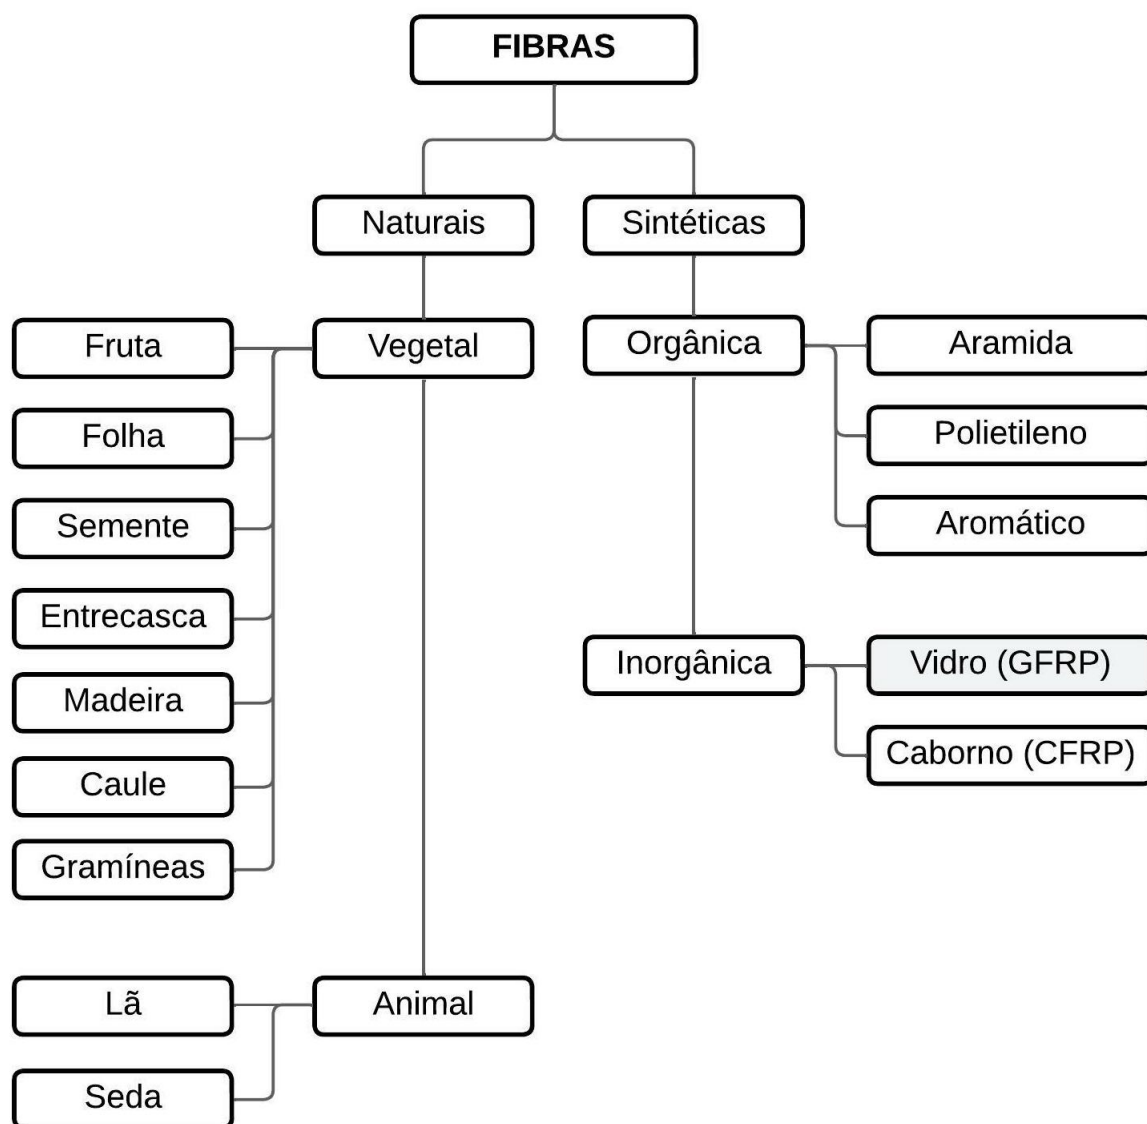 FIBRAS
Naturais
Sintéticas
Fruta
Vegetal
Orgânica
Aramida
Folha
Polietileno
Semente
Aromático
Entrecasca
Inorgânica
Vidro (GFRP)
Madeira
Caborno (CFRP)
Caule
Gramíneas
Lã
Animal
Seda